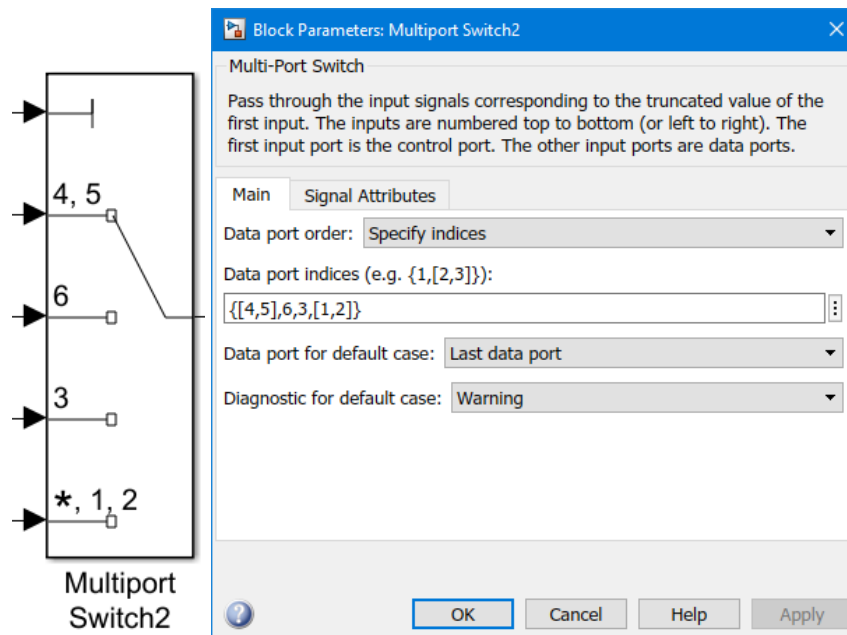 4, 5
6
3
*, 1, 2
Multiport
Switch2
Block Parameters: Multiport Switch2
Multi-Port Switch
Pass through the input signals corresponding to the truncated value of the
first input. The inputs are numbered top to bottom (or left to right). The
first input port is the control port. The other input ports are data ports.
Main Signal Attributes
Data port order: Specify indices
Data port indices (e.g. {1,[2,3]}):
{[4,5],6,3,[1,2]}
Data port for default case: Last data port
Diagnostic for default case: Warning
? OK Cancel Help Apply